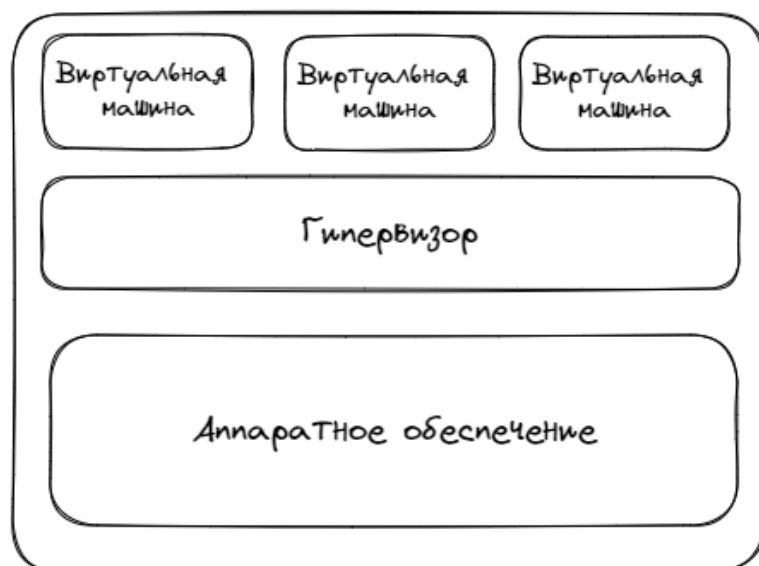 Виртуальная
машина
Виртуальная
машина
Виртуальная
машина
Гипервизор
Аппаратное обеспечение